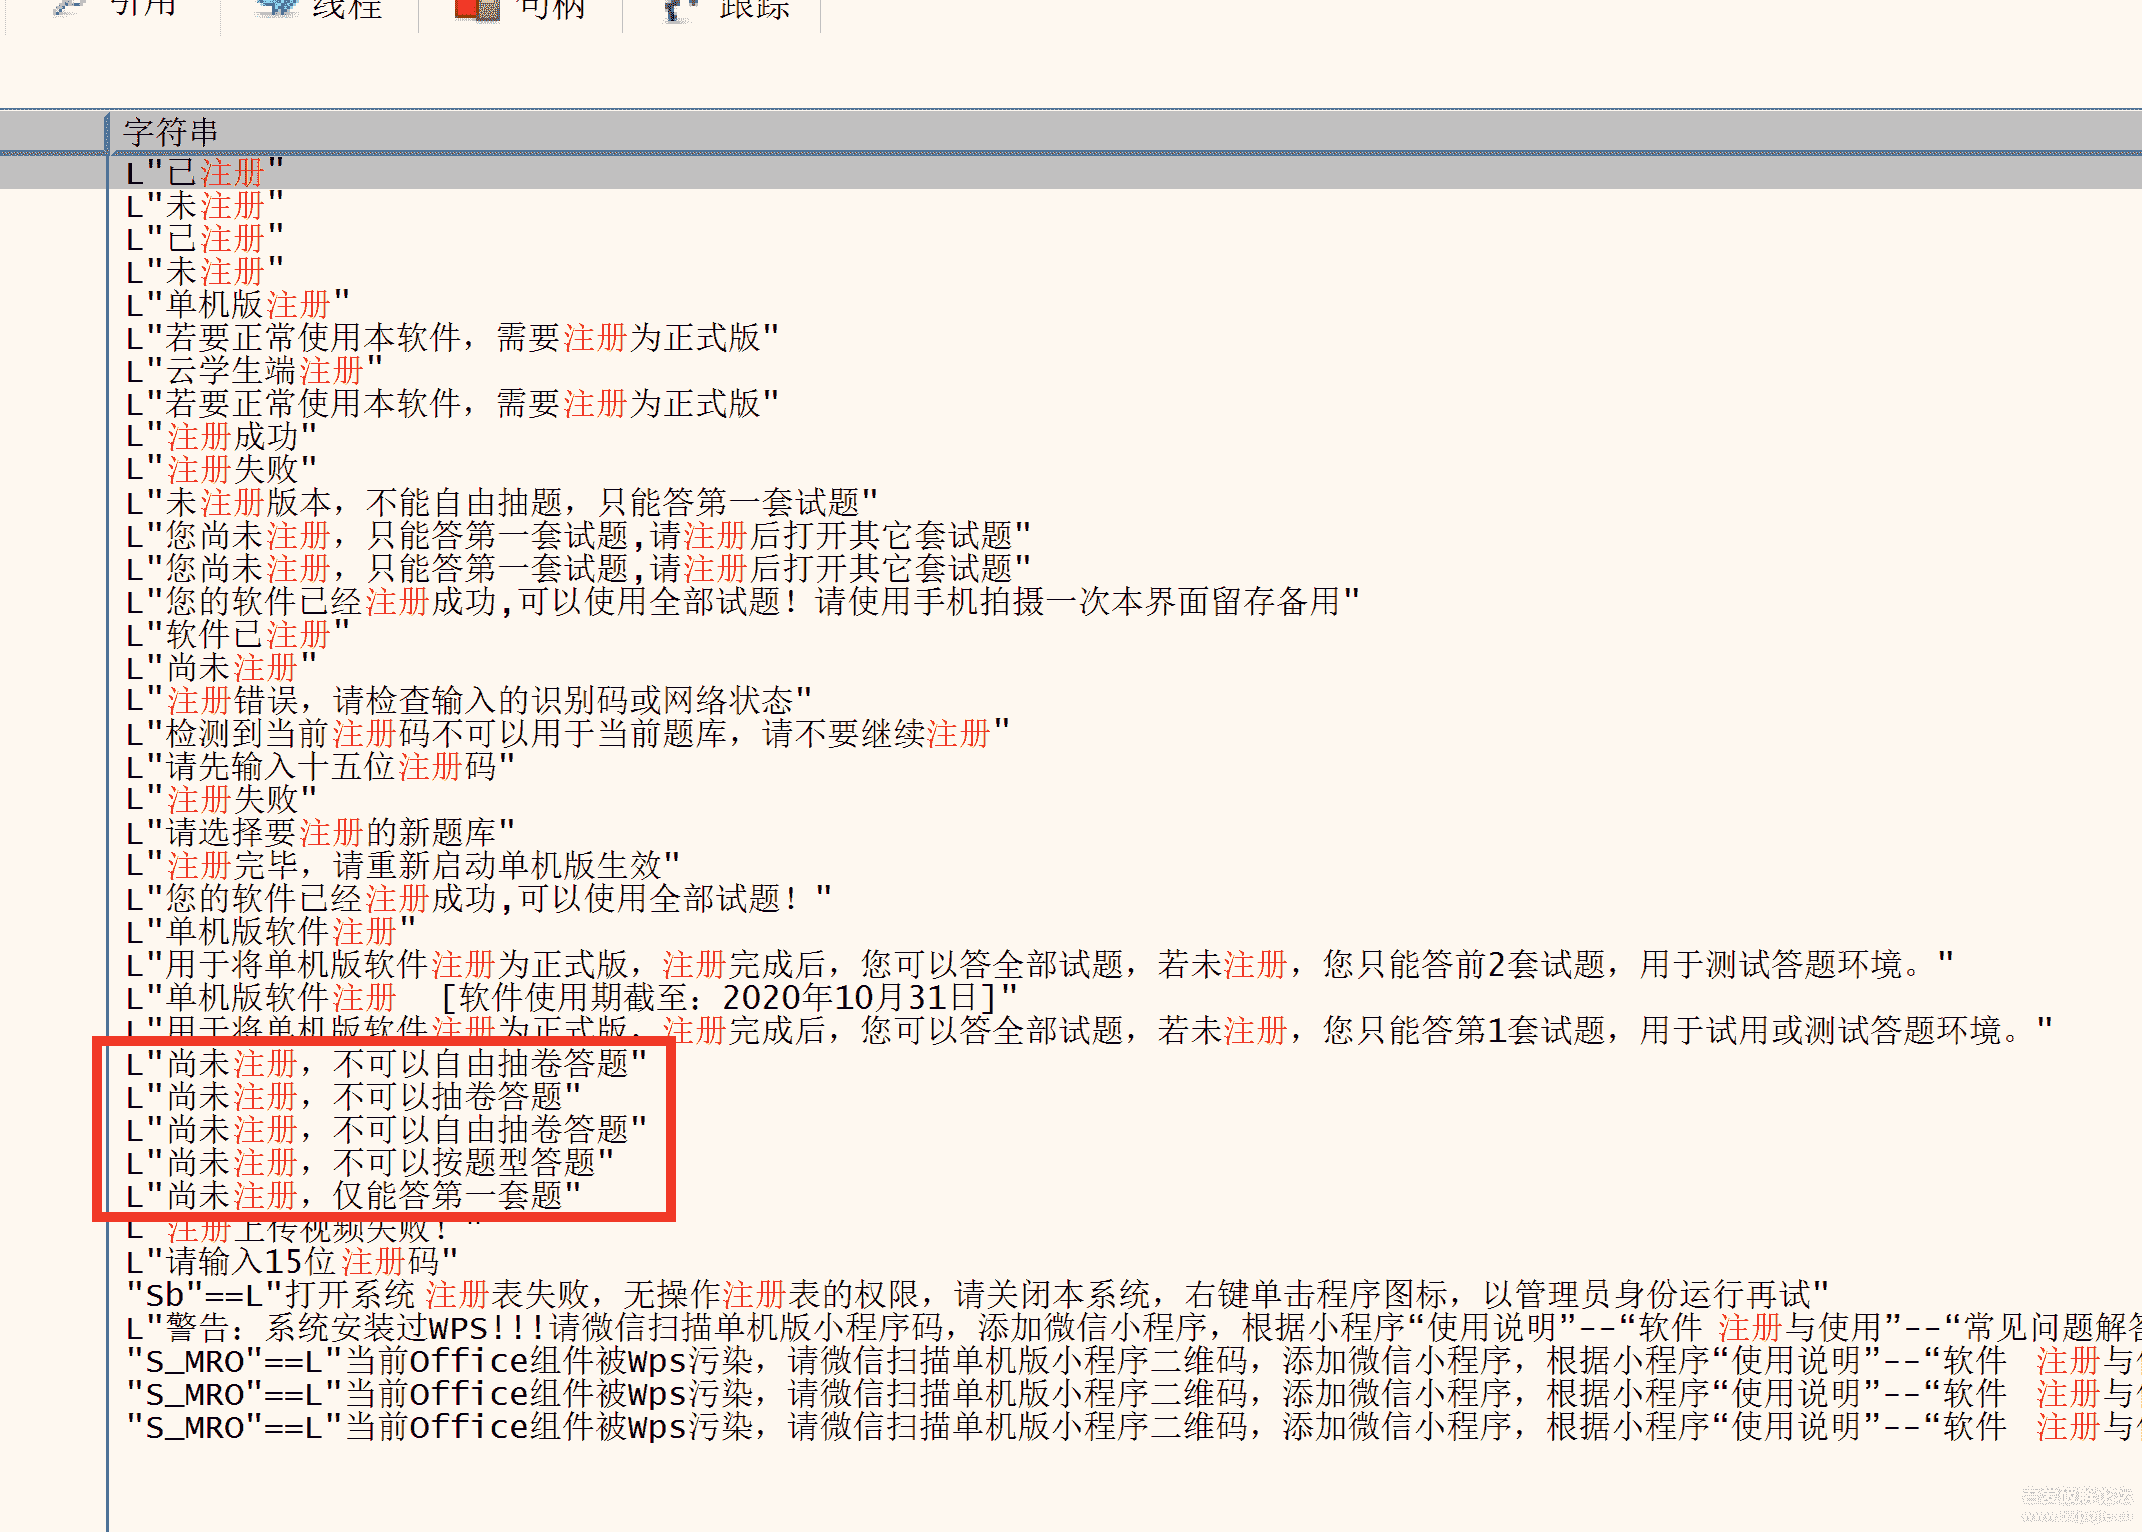 引用 线程 句柄 跟踪
字符串
L"已注册"
L"未注册"
L"已注册"
L"未注册"
L"单机版注册"
L"若要正常使用本软件，需要注册为正式版"
L"云学生端注册"
L"若要正常使用本软件，需要注册为正式版"
L"注册成功"
L"注册失败"
L"未注册版本，不能自由抽题，只能答第一套试题"
L"您尚未注册，只能答第一套试题,请注册后打开其它套试题"
L"您尚未注册，只能答第一套试题,请注册后打开其它套试题"
L"您的软件已经注册成功,可以使用全部试题！请使用手机拍摄一次本界面留存备用"
L"软件已注册"
L"尚未注册"
L"注册错误，请检查输入的识别码或网络状态"
L"检测到当前注册码不可以用于当前题库，请不要继续注册"
L"请先输入十五位注册码"
L"注册失败"
L"请选择要注册的新题库"
L"注册完毕，请重新启动单机版生效"
L"您的软件已经注册成功,可以使用全部试题！"
L"单机版软件注册"
L"用于将单机版软件注册为正式版，注册完成后，您可以答全部试题，若未注册，您只能答前2套试题，用于测试答题环境。"
L"单机版软件注册  [软件使用期截至：2020年10月31日]"
L"用于将单机版软件注册为正式版，注册完成后，您可以答全部试题，若未注册，您只能答第1套试题，用于试用或测试答题环境。"
L"尚未注册，不可以自由抽卷答题"
L"尚未注册，不可以抽卷答题"
L"尚未注册，不可以自由抽卷答题"
L"尚未注册，不可以按题型答题"
L"尚未注册，仅能答第一套题"
L"注册上传视频失败！"
L"请输入15位注册码"
"Sb"==L"打开系统注册表失败，无操作注册表的权限，请关闭本系统，右键单击程序图标，以管理员身份运行再试"
L"警告：系统安装过WPS!!!请微信扫描单机版小程序码，添加微信小程序，根据小程序“使用说明”--“软件注册与使用”--“常见问题解答
"S_MRO"==L"当前Office组件被Wps污染，请微信扫描单机版小程序二维码，添加微信小程序，根据小程序“使用说明”--“软件注册与
"S_MRO"==L"当前Office组件被Wps污染，请微信扫描单机版小程序二维码，添加微信小程序，根据小程序“使用说明”--“软件注册与
"S_MRO"==L"当前Office组件被Wps污染，请微信扫描单机版小程序二维码，添加微信小程序，根据小程序“使用说明”--“软件注册与